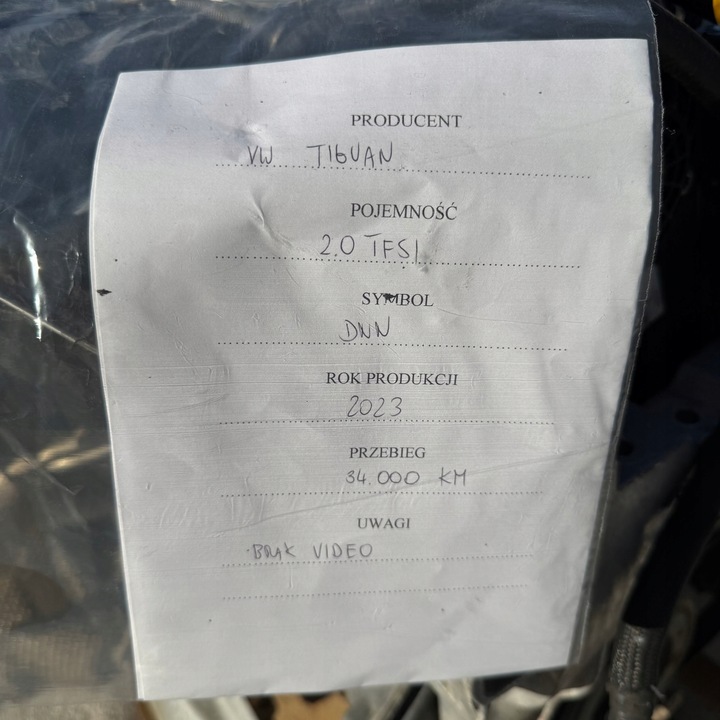 PRODUCENT
VW TIGUAN
POJEMNOŚĆ
2.0 TFSI
SYMBOL
DNN
ROK PRODUKCJI
2023
PRZEBIEG
34.000 KM
UWAGI
BRAK VIDEO